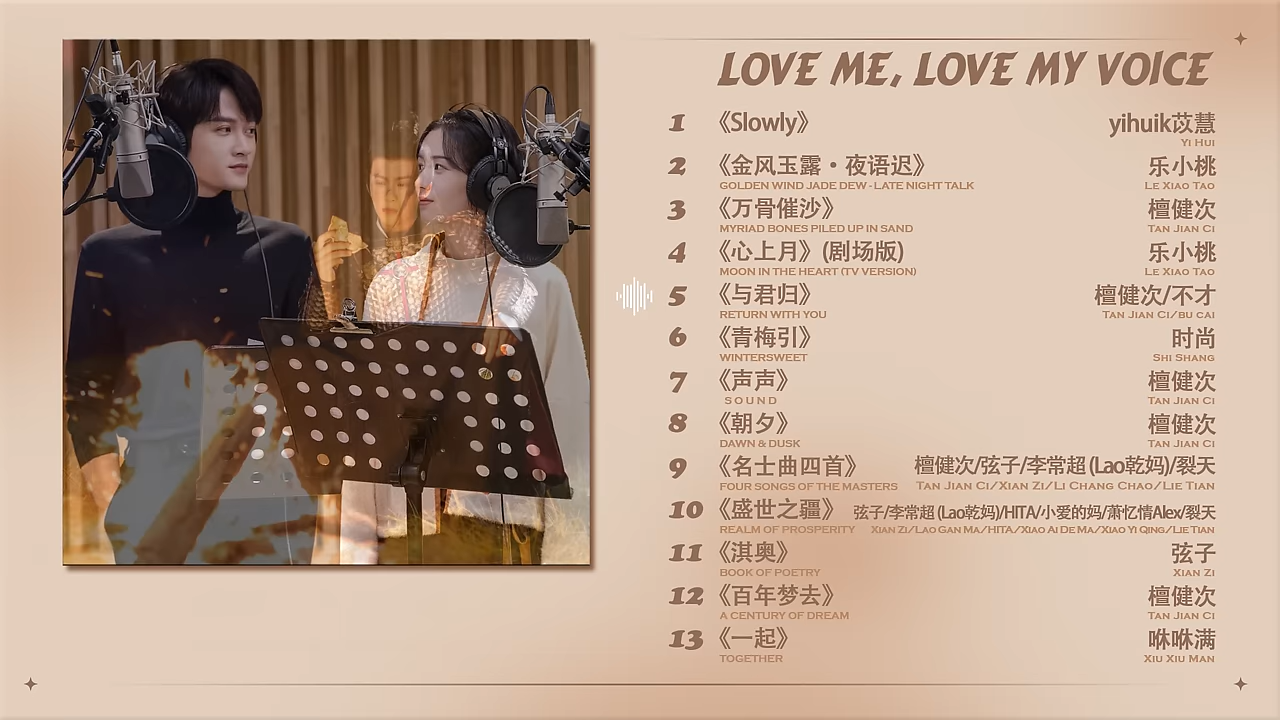 LOVE ME, LOVE MY VOICE
1 《Slowly》 yihuik苡慧
Yi Hui
2 《金风玉露·夜语迟》 乐小桃
GOLDEN WIND JADE DEW - LATE NIGHT TALK Le Xiao Tao
3 《万骨催沙》 檀健次
MYRIAD BONES PILED UP IN SAND Tan Jian Ci
4 《心上月》(剧场版) 乐小桃
MOON IN THE HEART (TV VERSION) Le Xiao Tao
5 《与君归》 檀健次/不才
RETURN WITH YOU Tan Jian Ci/bu cai
6 《青梅引》 时尚
WINTERSWEET Shi Shang
7 《声声》 檀健次
SOUND Tan Jian Ci
8 《朝夕》 檀健次
DAWN & DUSK Tan Jian Ci
9 《名士曲四首》 檀健次/弦子/李常超 (Lao乾妈)/裂天
FOUR SONGS OF THE MASTERS Tan Jian Ci/Xian Zi/Li Chang Chao/Lie Tian
10 《盛世之疆》 弦子/李常超 (Lao乾妈)/HITA/小爱的妈/萧忆情Alex/裂天
REALM OF PROSPERITY Xian Zi/Lao Gan Ma/HITA/Xiao Ai De Ma/Xiao Yi Qing/Lie Tian
11 《淇奥》 弦子
BOOK OF POETRY Xian Zi
12 《百年梦去》 檀健次
A CENTURY OF DREAM Tan Jian Ci
13 《一起》 咻咻满
TOGETHER Xiu Xiu Man